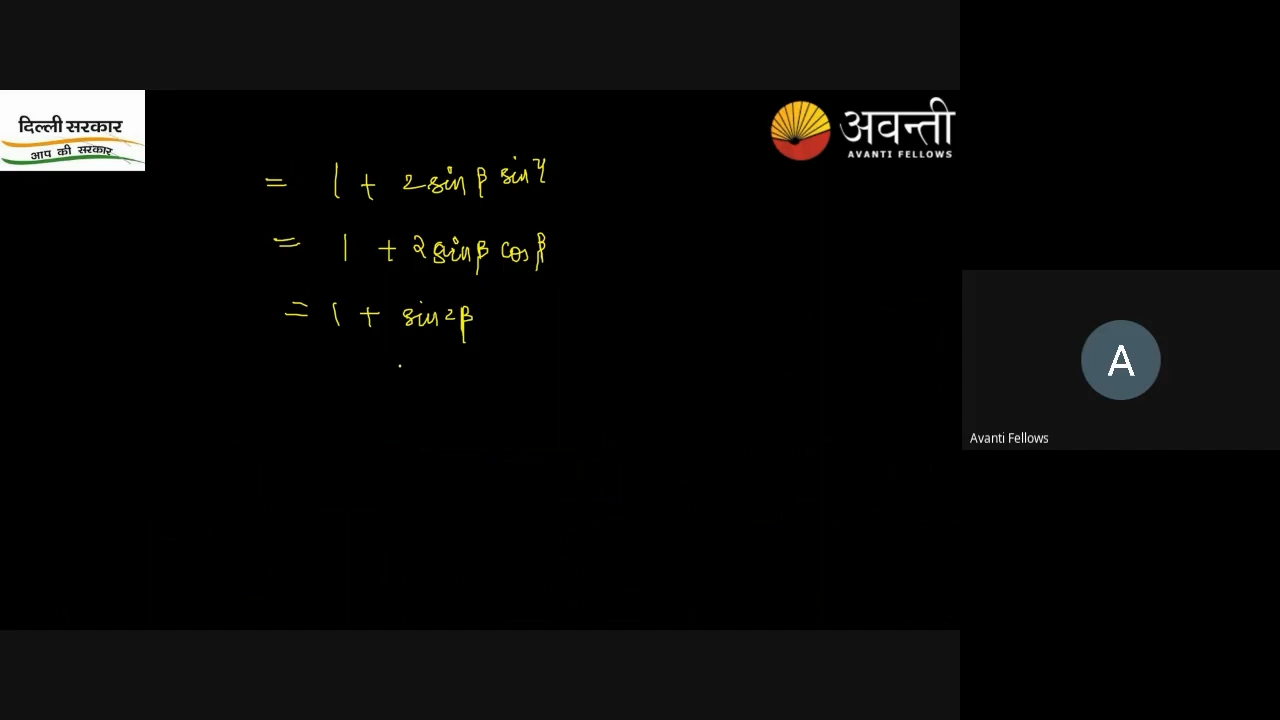 दिल्ली सरकार
आप की सरकार
अवन्ती
AVANTI FELLOWS
= 1 + 2 sin β sin γ
= 1 + 2 sin β cos β
= 1 + sin 2β
A
Avanti Fellows